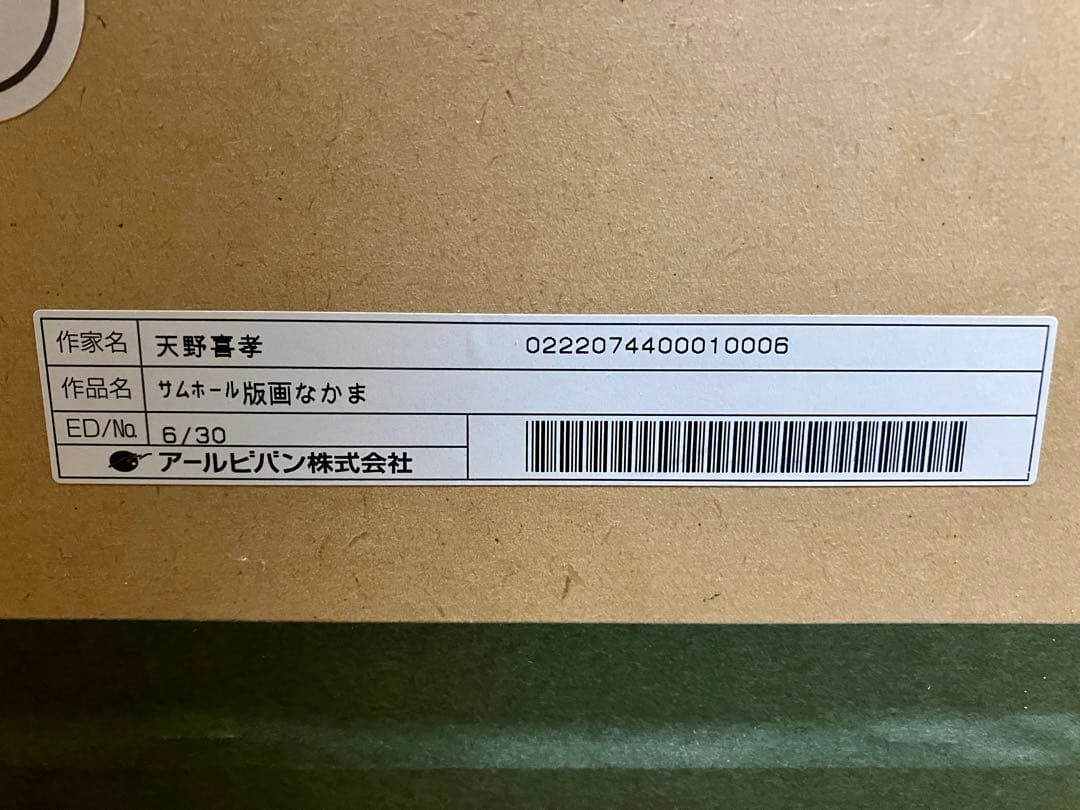 作家名 天野喜孝 0222074400010006
作品名 サムホール版画なかま
ED/No. 6/30
アールビバン株式会社